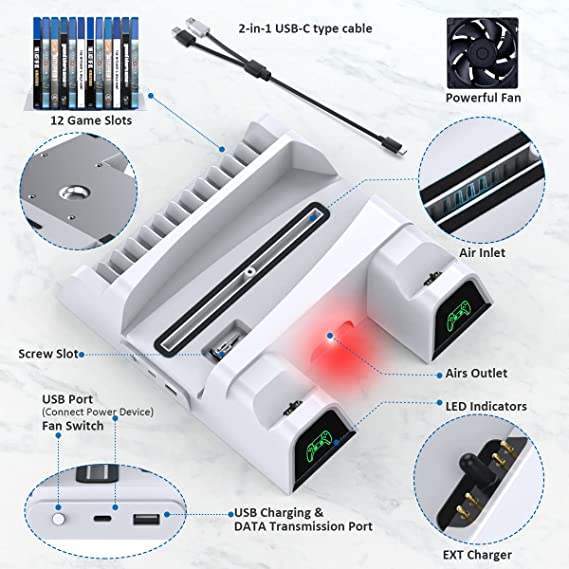 2-in-1 USB-C type cable
Powerful Fan
12 Game Slots
Air Inlet
Screw Slot
Airs Outlet
USB Port
(Connect Power Device)
LED Indicators
Fan Switch
USB Charging &
DATA Transmission Port
EXT Charger